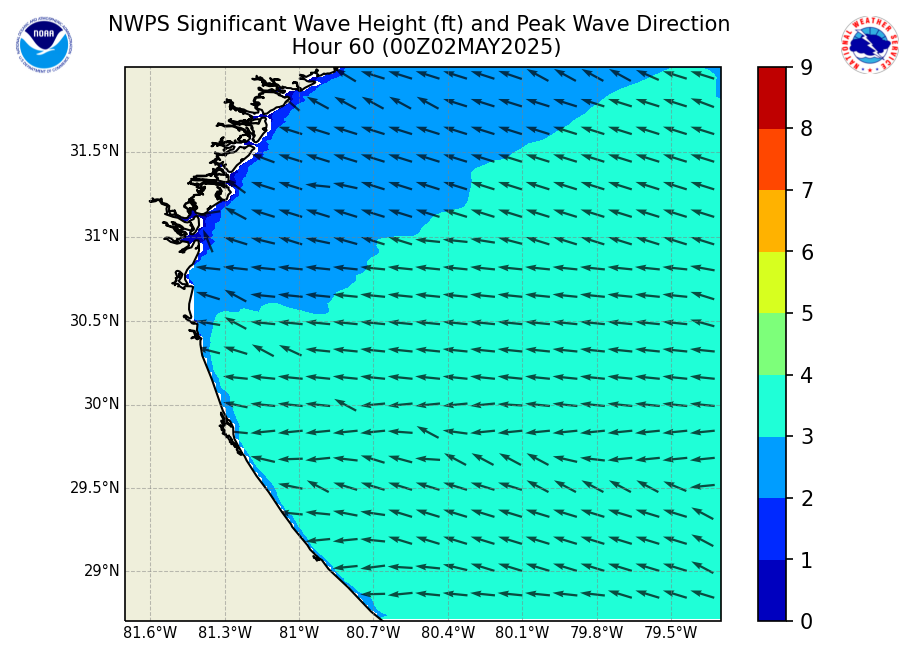 NWPS Significant Wave Height (ft) and Peak Wave Direction
Hour 60 (00Z02MAY2025)
NOAA
NATIONAL WEATHER SERVICE
31.5°N
31°N
30.5°N
30°N
29.5°N
29°N
81.6°W 81.3°W 81°W 80.7°W 80.4°W 80.1°W 79.8°W 79.5°W
9
8
7
6
5
4
3
2
1
0